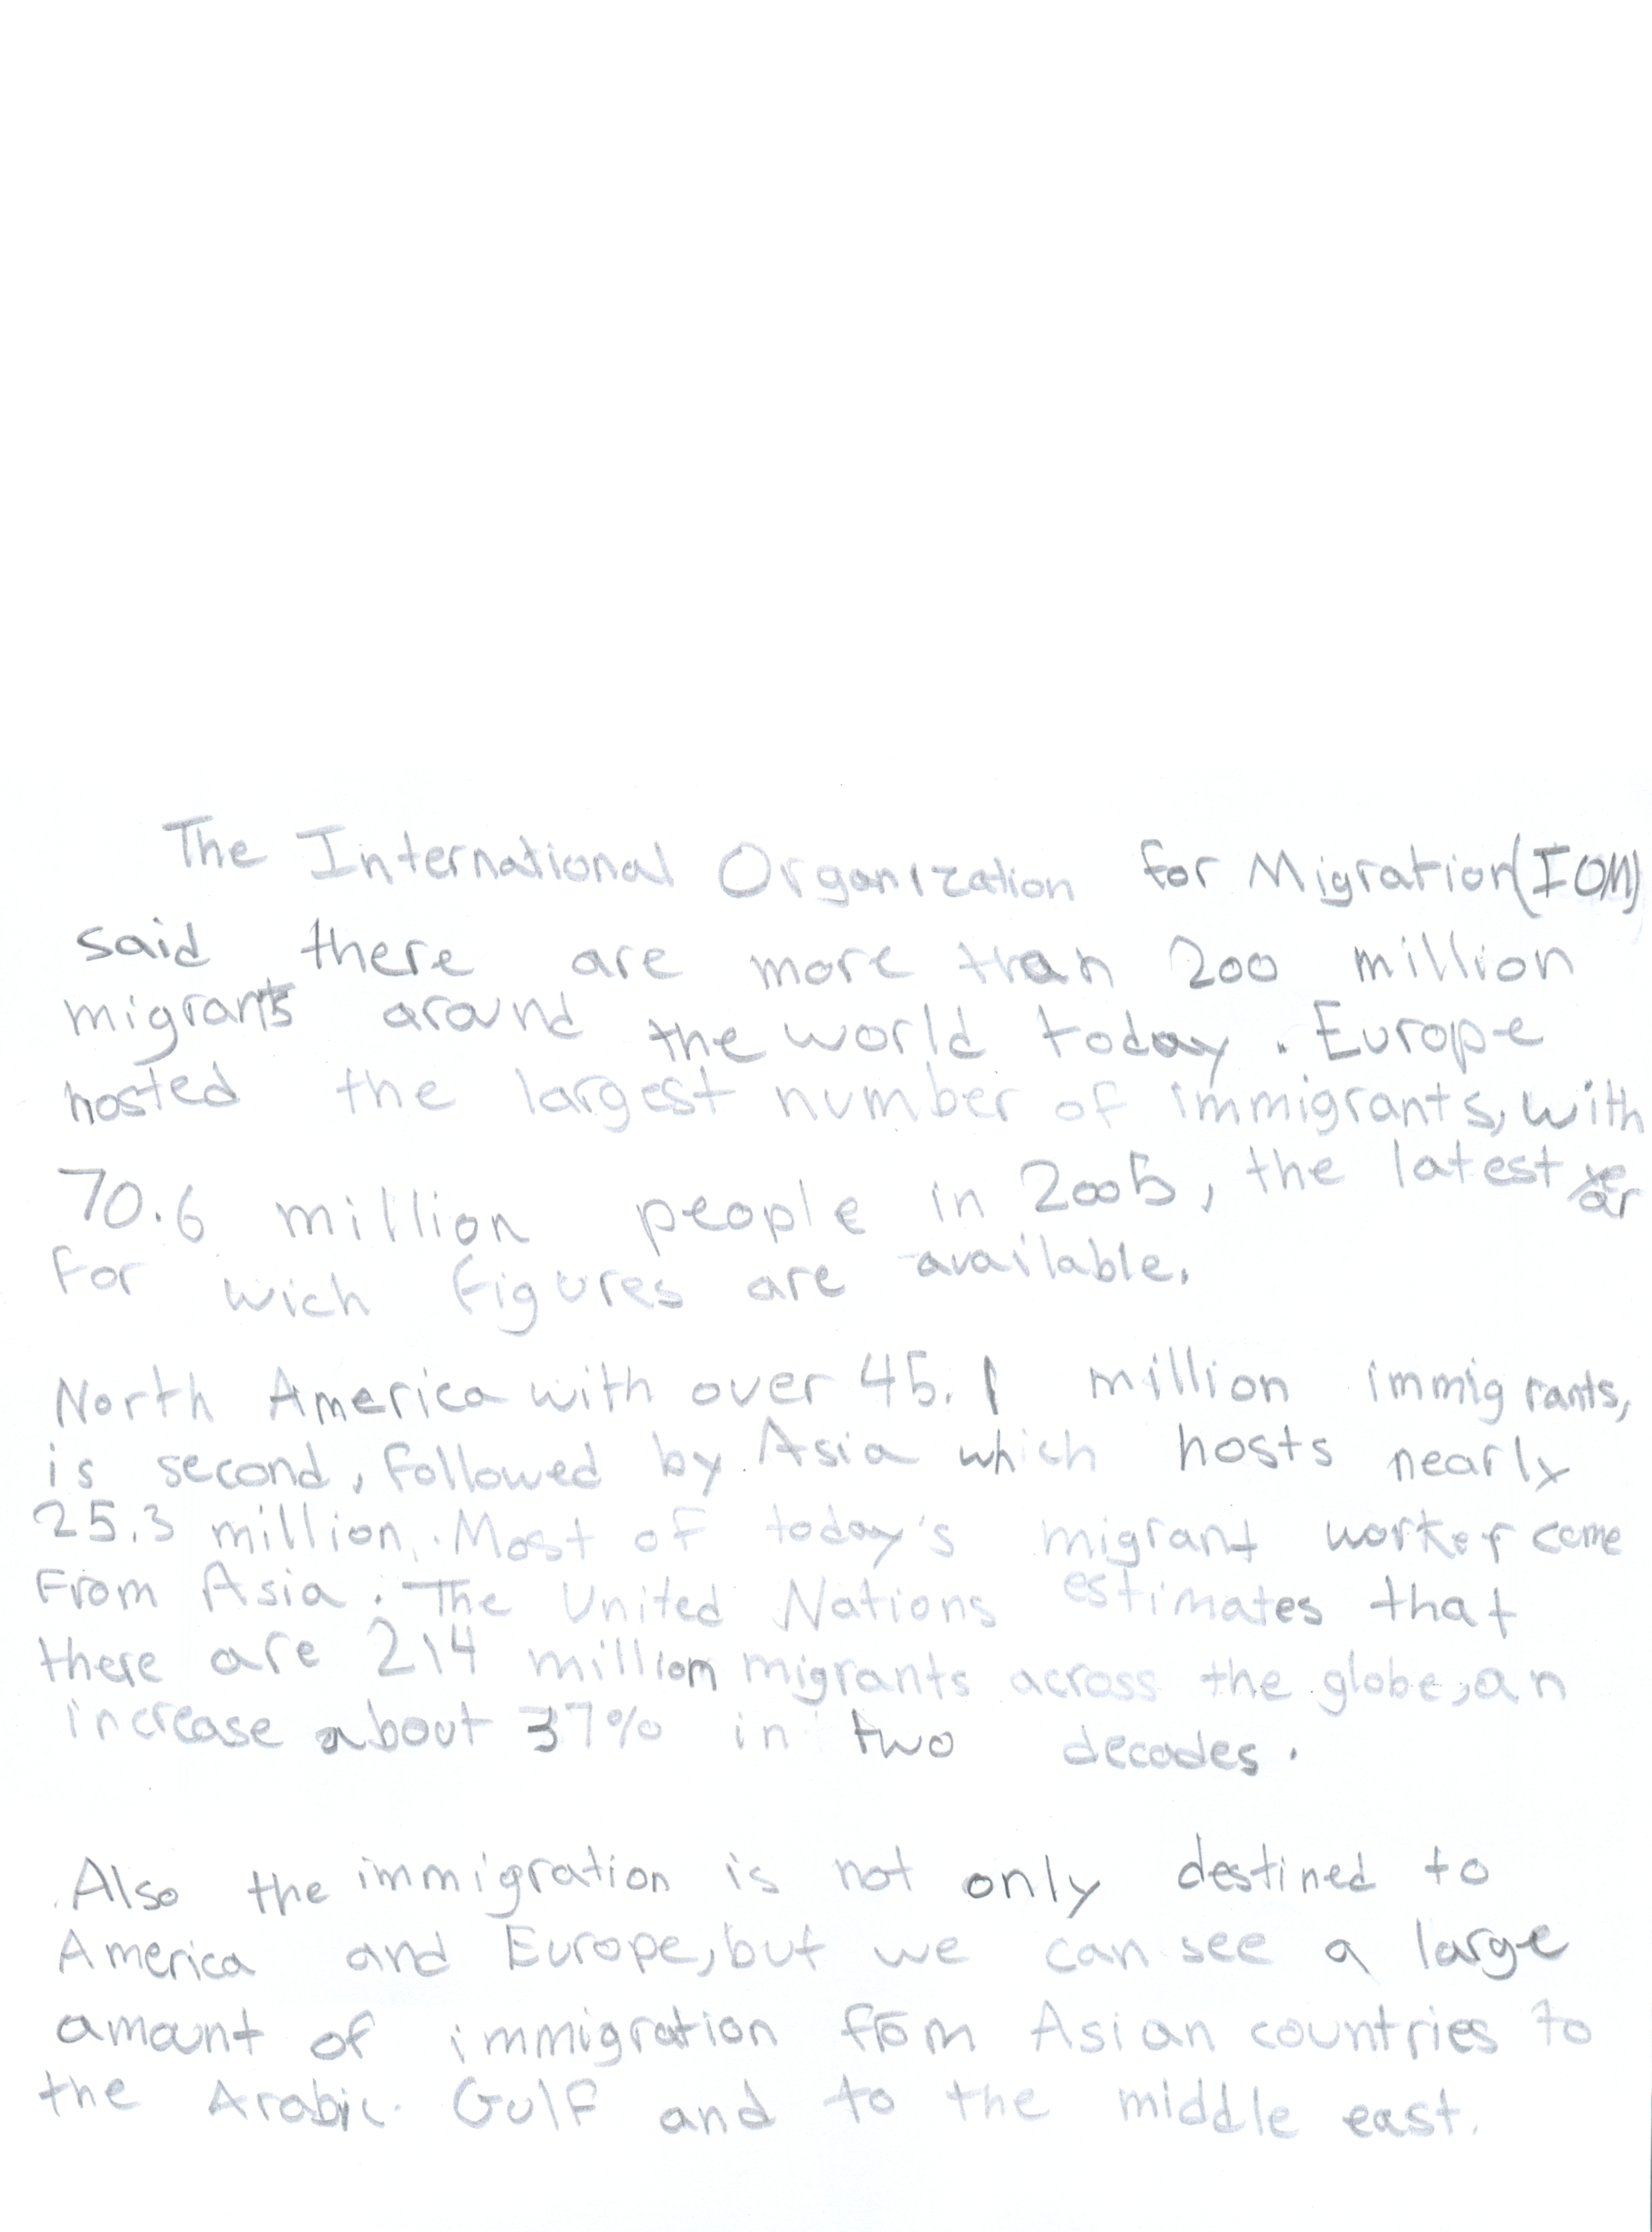 The International Organization for Migration(IOM)
said there are more than 200 million
migrants around the world today. Europe
hosted the largest number of immigrants, with
70.6 million people in 2005, the latest year
for wich figures are available.
North America with over 45.1 million immigrants,
is second, followed by Asia which hosts nearly
25.3 million. Most of today's migrant worker come
From Asia. The United Nations estimates that
there are 214 million migrants across the globe, an
increase about 37% in two decades.
Also the immigration is not only destined to
America and Europe, but we can see a large
amount of immigration from Asian countries to
the Arabic Gulf and to the middle east.